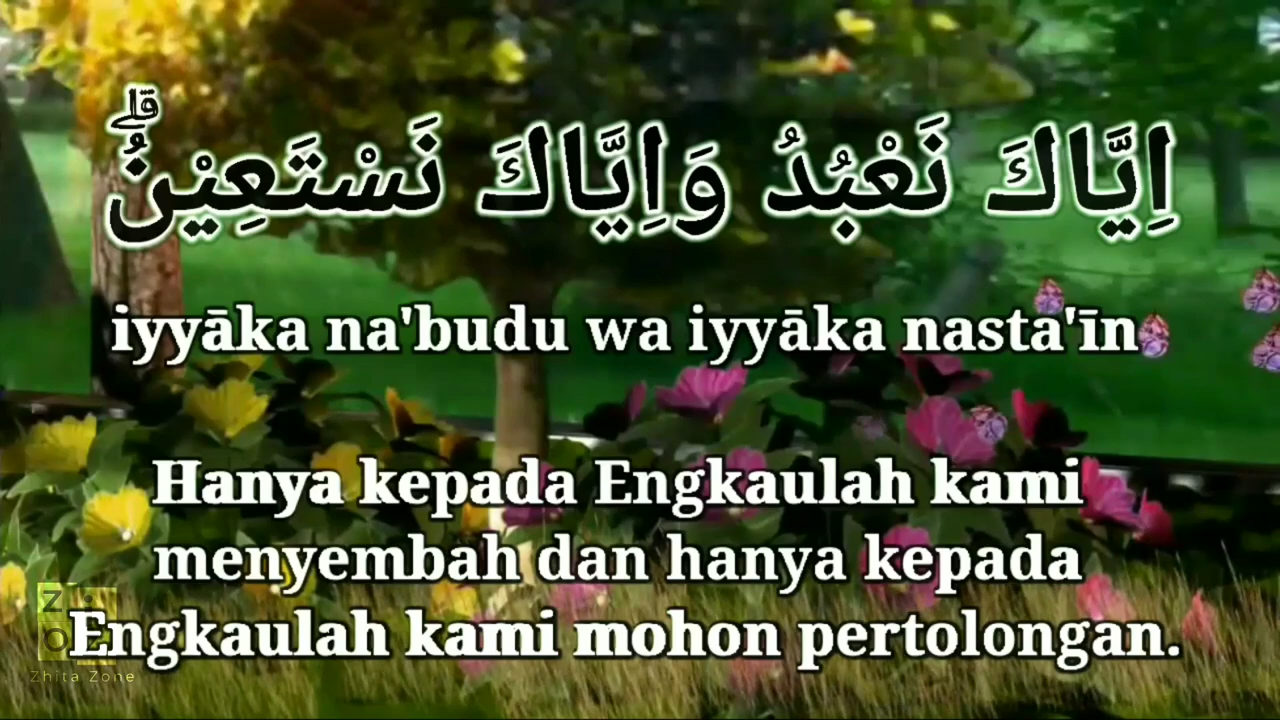 اِيَّاكَ نَعْبُدُ وَاِيَّاكَ نَسْتَعِيْنُۗ
iyyāka na'budu wa iyyāka nasta'īn
Hanya kepada Engkaulah kami
menyembah dan hanya kepada
Engkaulah kami mohon pertolongan.
Zhita Zone